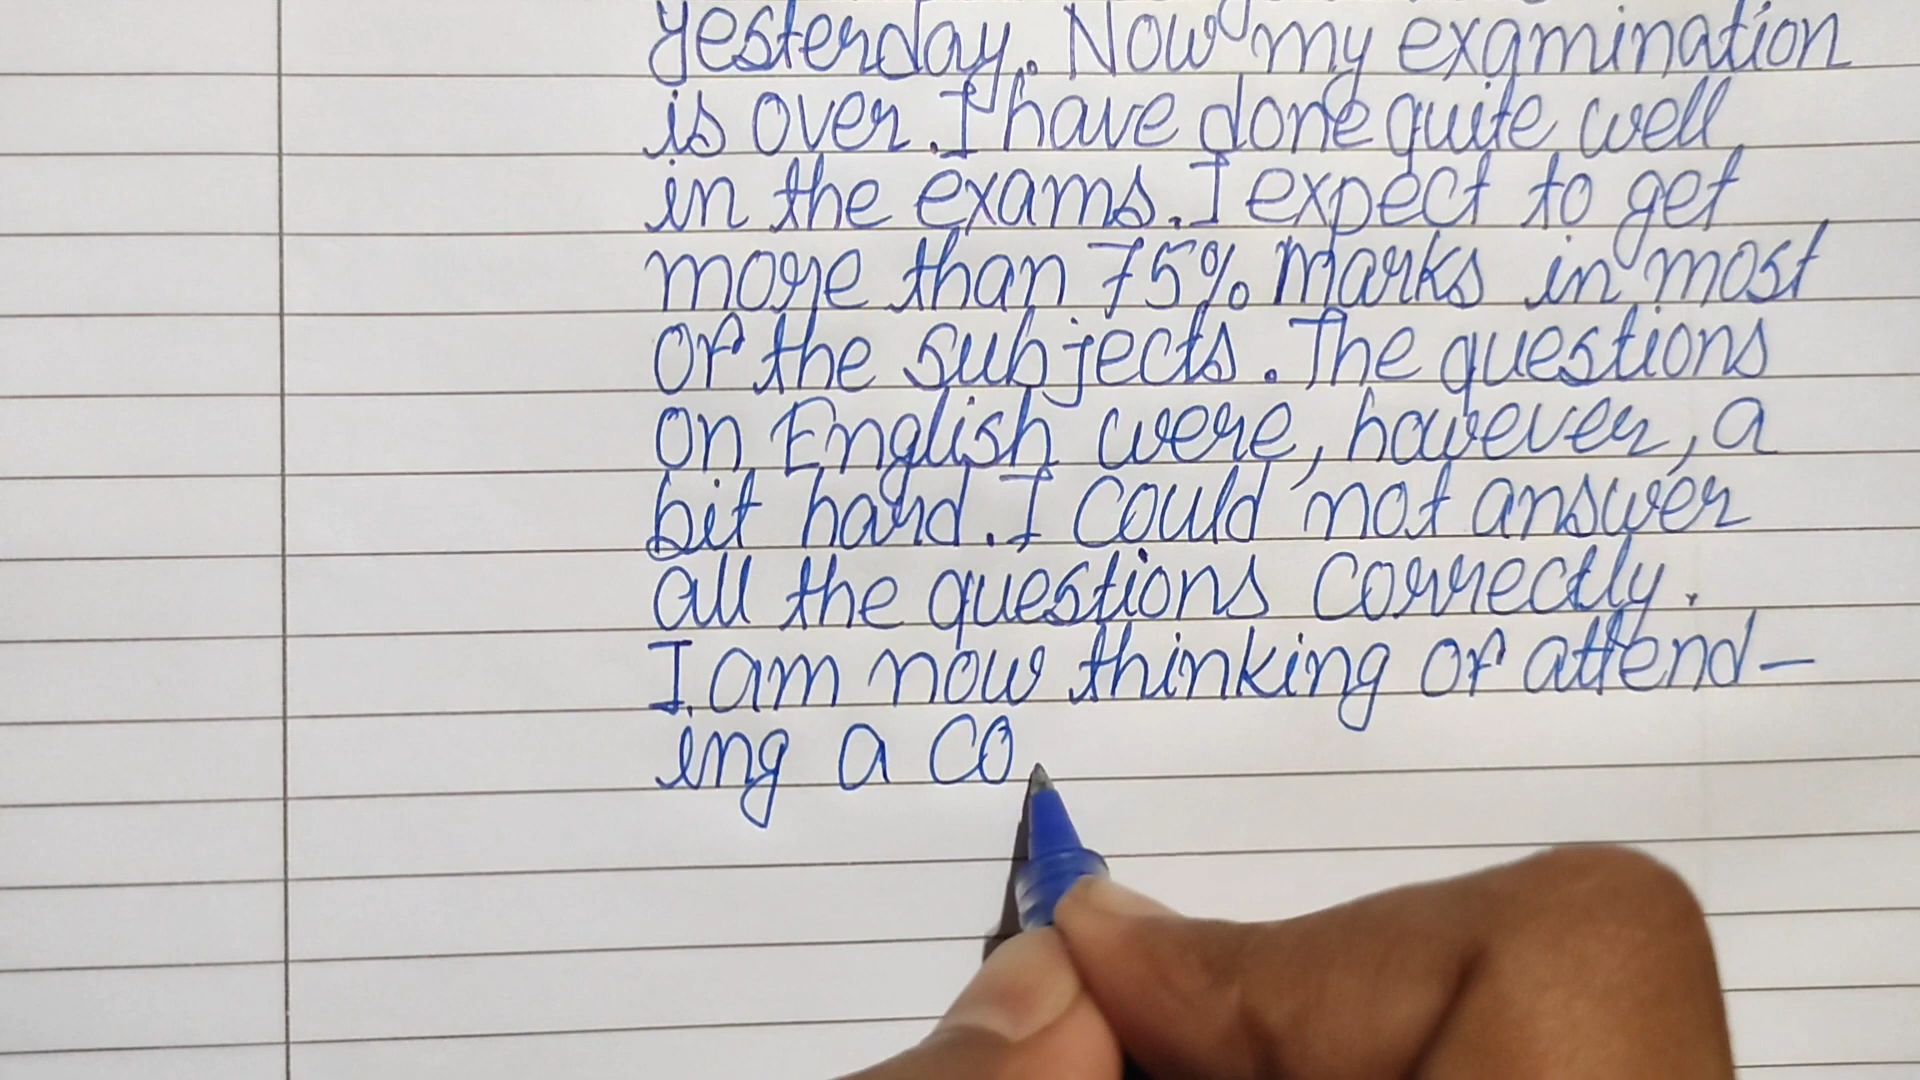 yesterday. Now my examination
is over. I have done quite well
in the exams. I expect to get
more than 75% marks in most
of the subjects. The questions
on English were, however, a
bit hard. I could not answer
all the questions correctly.
I am now thinking of attend-
ing a co